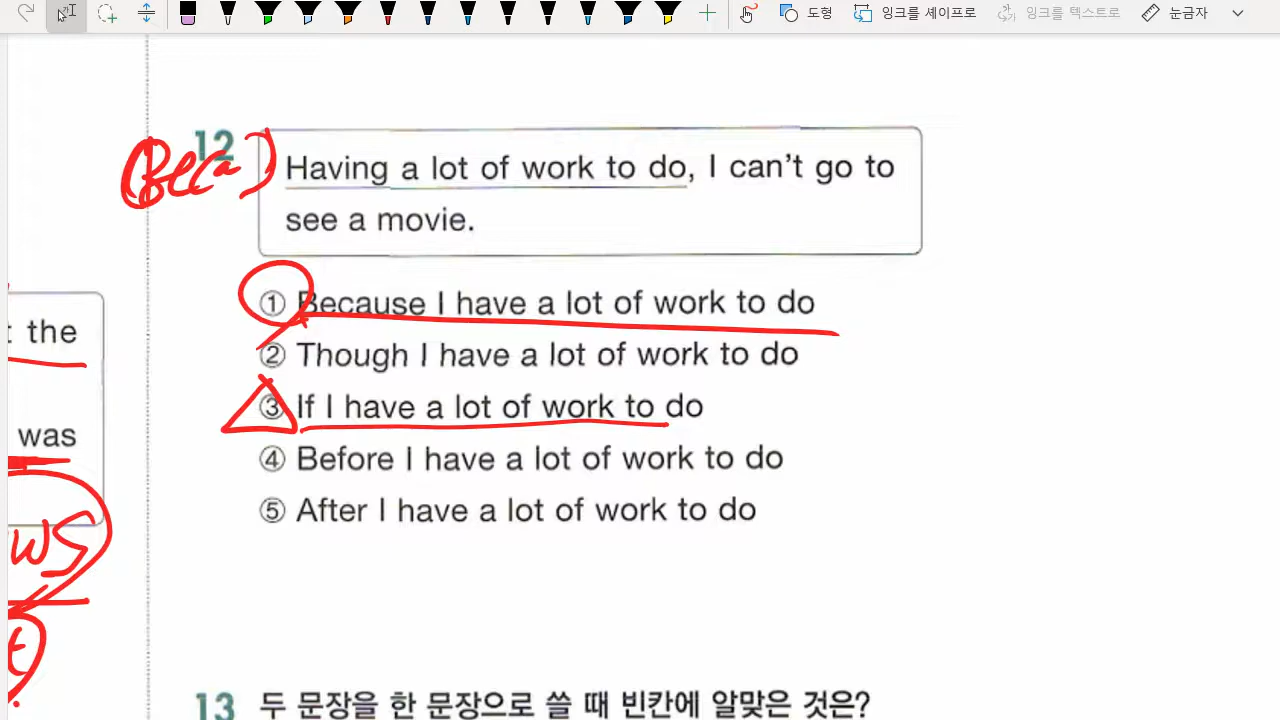 도형 잉크를 셰이프로 잉크를 텍스트로 눈금자
12
Having a lot of work to do, I can't go to
see a movie.
① Because I have a lot of work to do
② Though I have a lot of work to do
③ If I have a lot of work to do
④ Before I have a lot of work to do
⑤ After I have a lot of work to do
the
was
13 두 문장을 한 문장으로 쓸 때 빈칸에 알맞은 것은?